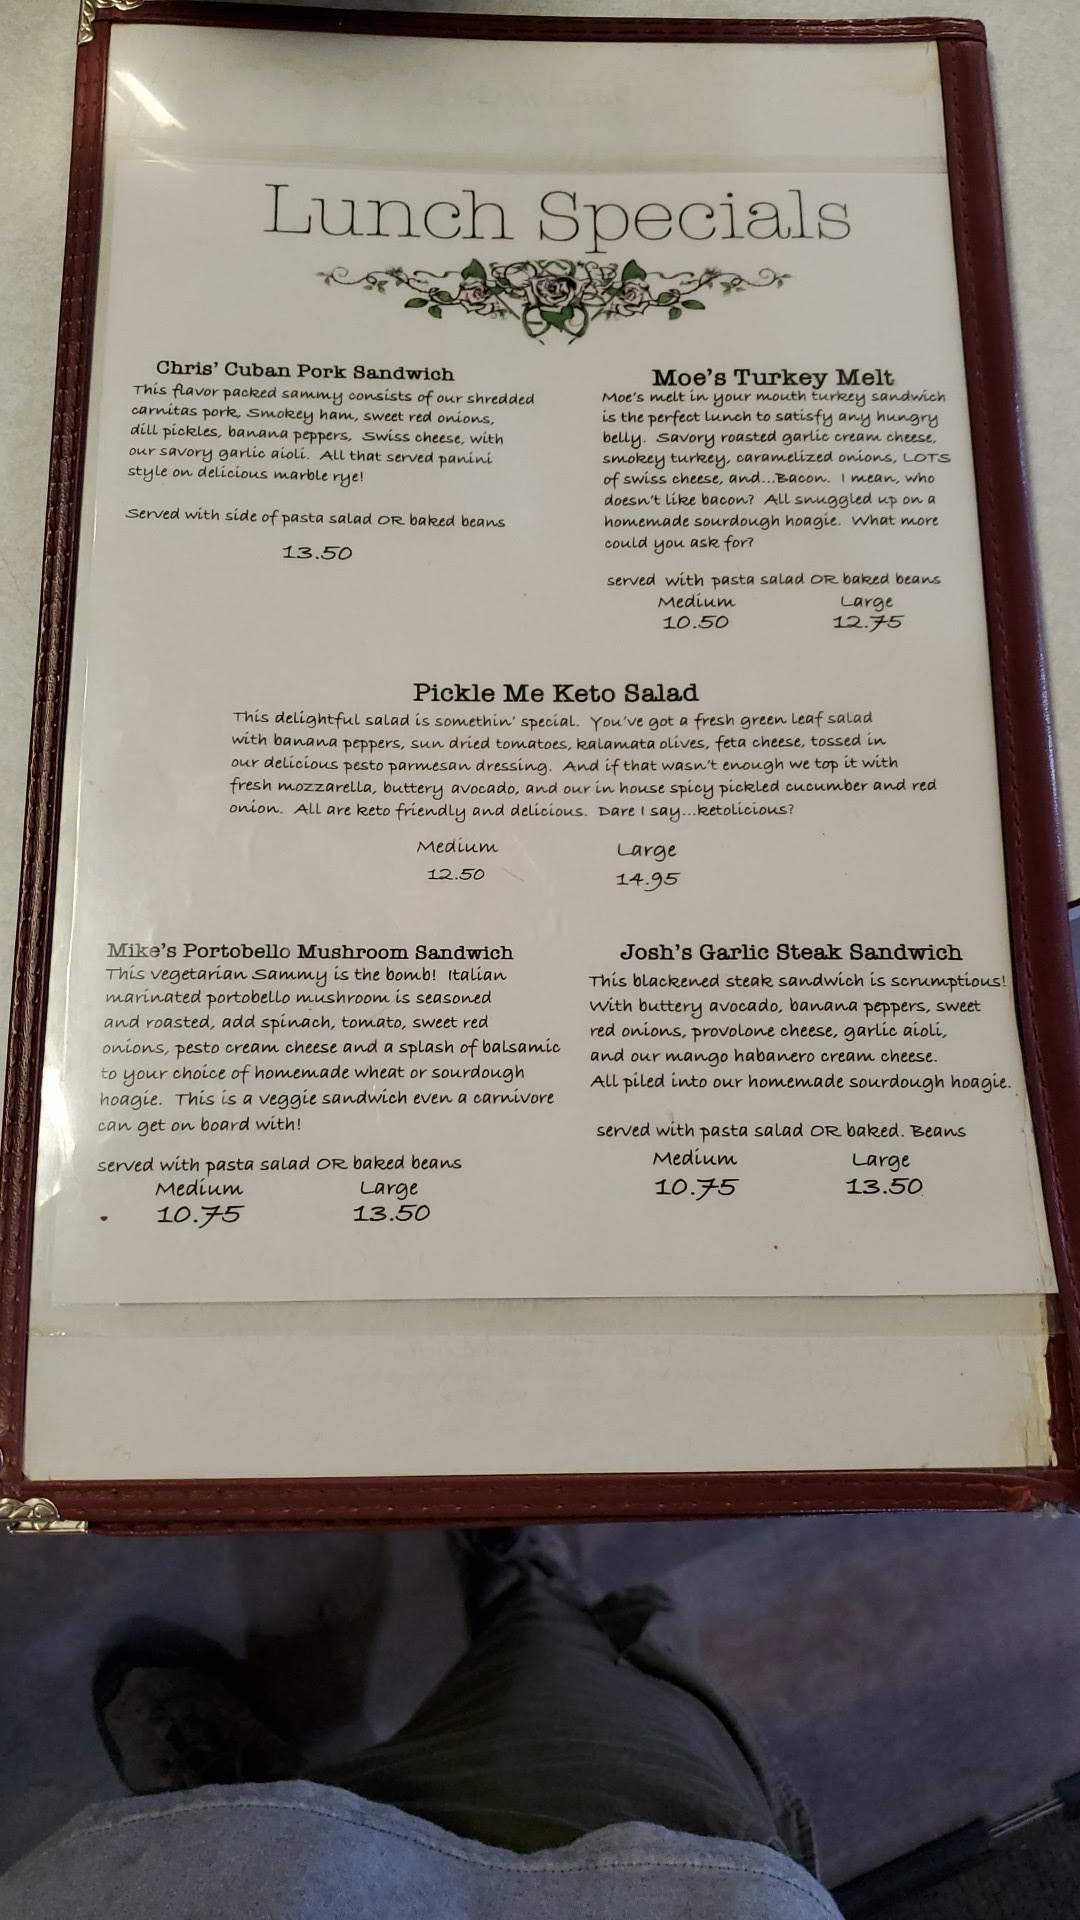 Lunch Specials
Chris' Cuban Pork Sandwich
This flavor packed sammy consists of our shredded
carnitas pork, Smokey ham, sweet red onions,
dill pickles, banana peppers, Swiss cheese, with
our savory garlic aioli. All that served panini
style on delicious marble rye!
Served with side of pasta salad OR baked beans
13.50
Moe's Turkey Melt
Moe's melt in your mouth turkey sandwich
is the perfect lunch to satisfy any hungry
belly. Savory roasted garlic cream cheese,
smokey turkey, caramelized onions, LOTS
of swiss cheese, and...Bacon. I mean, who
doesn't like bacon? All snuggled up on a
homemade sourdough hoagie. What more
could you ask for?
served with pasta salad OR baked beans
Medium Large
10.50 12.75
Pickle Me Keto Salad
This delightful salad is somethin' special. You've got a fresh green leaf salad
with banana peppers, sun dried tomatoes, kalamata olives, feta cheese, tossed in
our delicious pesto parmesan dressing. And if that wasn't enough we top it with
fresh mozzarella, buttery avocado, and our in house spicy pickled cucumber and red
onion. All are keto friendly and delicious. Dare I say...ketolicious?
Medium Large
12.50 14.95
Mike's Portobello Mushroom Sandwich
This vegetarian Sammy is the bomb! Italian
marinated portobello mushroom is seasoned
and roasted, add spinach, tomato, sweet red
onions, pesto cream cheese and a splash of balsamic
to your choice of homemade wheat or sourdough
hoagie. This is a veggie sandwich even a carnivore
can get on board with!
served with pasta salad OR baked beans
Medium Large
10.75 13.50
Josh's Garlic Steak Sandwich
This blackened steak sandwich is scrumptious!
With buttery avocado, banana peppers, sweet
red onions, provolone cheese, garlic aioli,
and our mango habanero cream cheese.
All piled into our homemade sourdough hoagie.
served with pasta salad OR baked. Beans
Medium Large
10.75 13.50